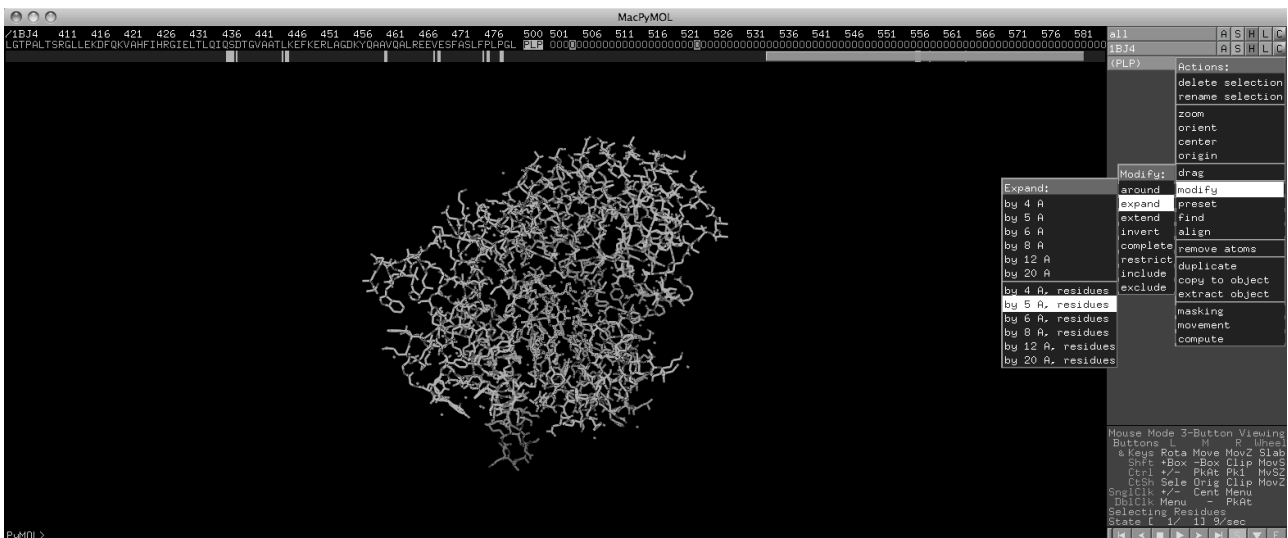 MacPyMOL
/1BJ4 411 416 421 426 431 436 441 446 451 456 461 466 471 476 500 501 506 511 516 521 526 531 536 541 546 551 556 561 566 571 576 581
LGTPALTSRGLLEKDFQKVAHFIHRGIELTLQIQSDTGVAATLKEFKERLAGDKYQAAVQALREEVESFASLFPLPGL PLP
all A S H L C
1BJ4 A S H L C
(PLP)
Actions:
delete selection
rename selection
zoom
orient
center
origin
drag
modify
preset
find
align
remove atoms
duplicate
copy to object
extract object
masking
movement
compute
Modify:
around
expand
extend
invert
complete
restrict
include
exclude
Expand:
by 4 A
by 5 A
by 6 A
by 8 A
by 12 A
by 20 A
by 4 A, residues
by 5 A, residues
by 6 A, residues
by 8 A, residues
by 12 A, residues
by 20 A, residues
Mouse Mode 3-Button Viewing
Buttons L M R Wheel
& Keys Rota Move MovZ Slab
Shft +Box -Box Clip MovS
Ctrl +/- PkAt Pk1 MvSZ
CtSh Sele Orig Clip MovZ
SnglClk +/- Cent Menu
DblClk Menu - PkAt
Selecting Residues
State [ 1/ 1] 9/sec
PyMOL>